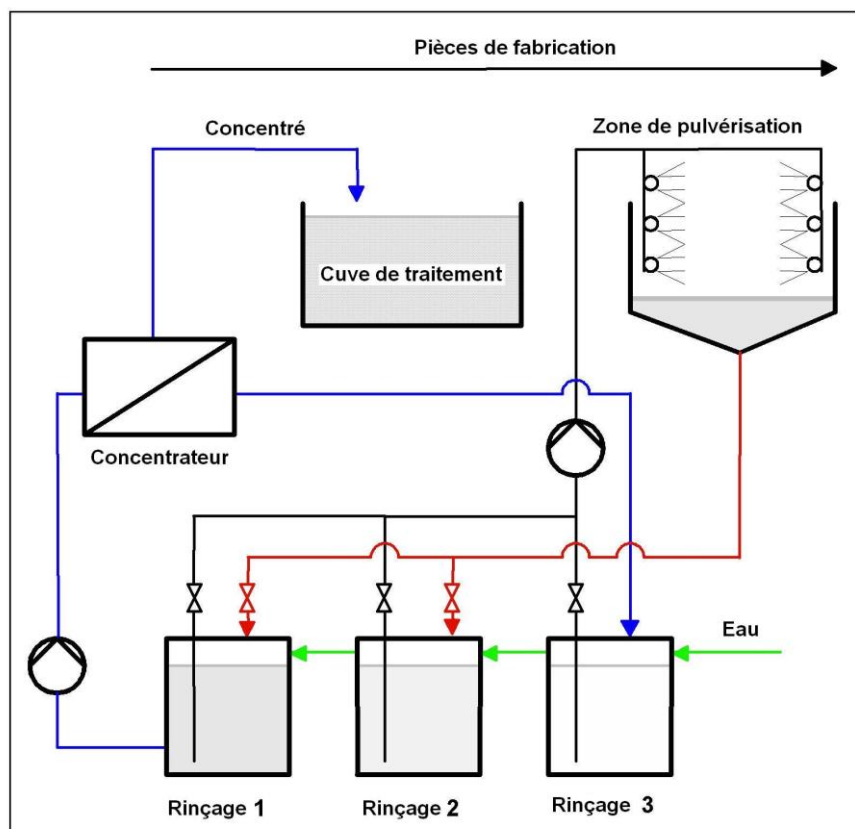 Pièces de fabrication
Concentré
Zone de pulvérisation
Cuve de traitement
Concentrateur
Eau
Rinçage 1
Rinçage 2
Rinçage 3